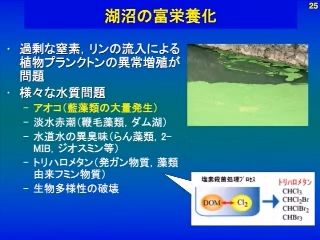 25
湖沼の富栄養化
• 過剰な窒素，リンの流入による
植物プランクトンの異常増殖が
問題
• 様々な水質問題
– アオコ（藍藻類の大量発生）
– 淡水赤潮（鞭毛藻類，ダム湖）
– 水道水の異臭味（らん藻類，2-
MIB，ジオスミン等）
– トリハロメタン（発ガン物質，藻類
由来フミン物質）
– 生物多様性の破壊
塩素殺菌処理プロセス
トリハロメタン
DOM
Cl2
CHCl3
CHCl2Br
CHClBr2
CHBr3